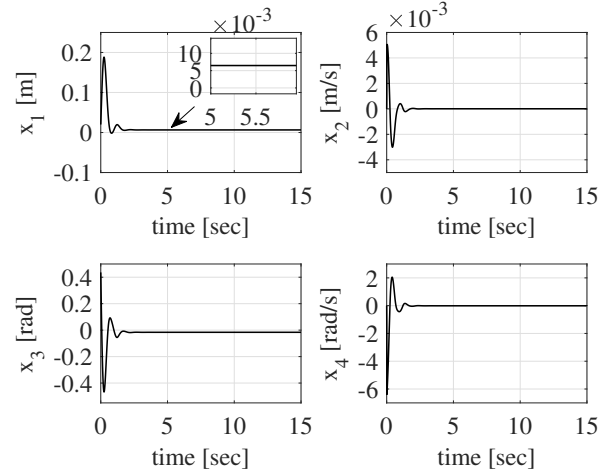 ×10⁻³
0.2
0.1
0
-0.1
x₁ [m]
10
5
0
5 5.5
0 5 10 15
time [sec]
×10⁻³
6
4
2
0
-2
-4
x₂ [m/s]
0 5 10 15
time [sec]
0.4
0.2
0
-0.2
-0.4
x₃ [rad]
0 5 10 15
time [sec]
2
0
-2
-4
-6
x₄ [rad/s]
0 5 10 15
time [sec]